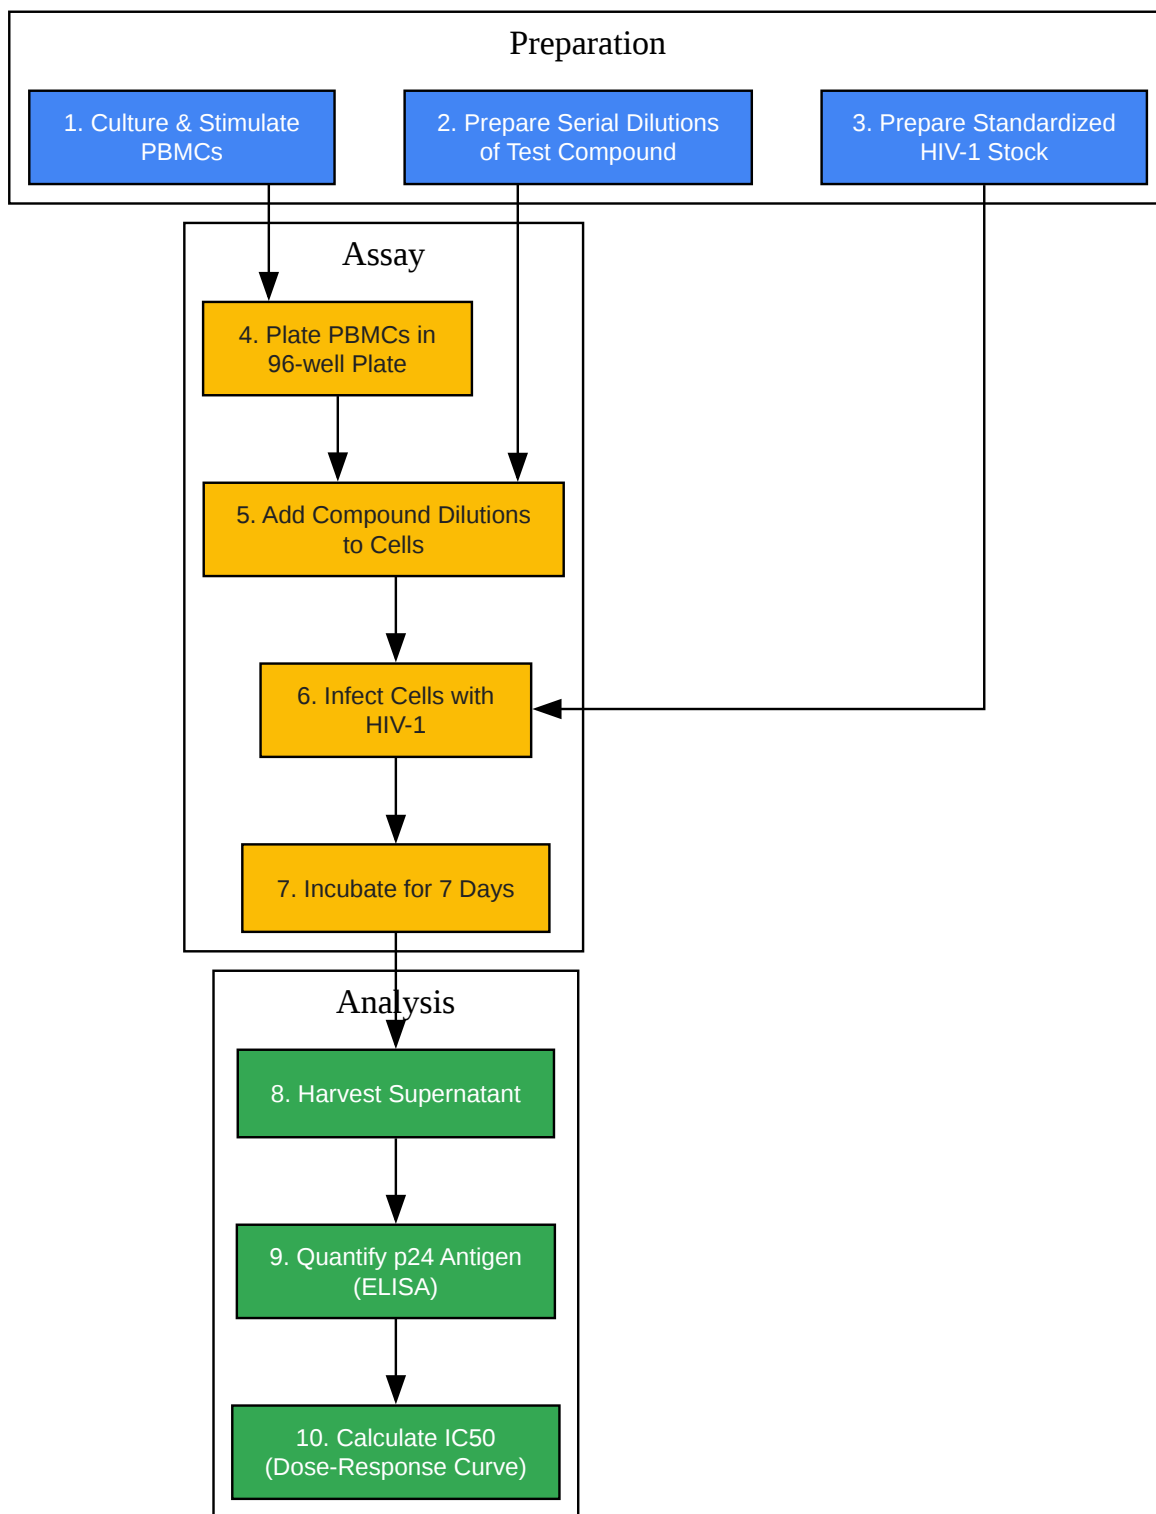 Preparation
1. Culture & Stimulate
PBMCs
2. Prepare Serial Dilutions
of Test Compound
3. Prepare Standardized
HIV-1 Stock
Assay
4. Plate PBMCs in
96-well Plate
5. Add Compound Dilutions
to Cells
6. Infect Cells with
HIV-1
7. Incubate for 7 Days
Analysis
8. Harvest Supernatant
9. Quantify p24 Antigen
(ELISA)
10. Calculate IC50
(Dose-Response Curve)